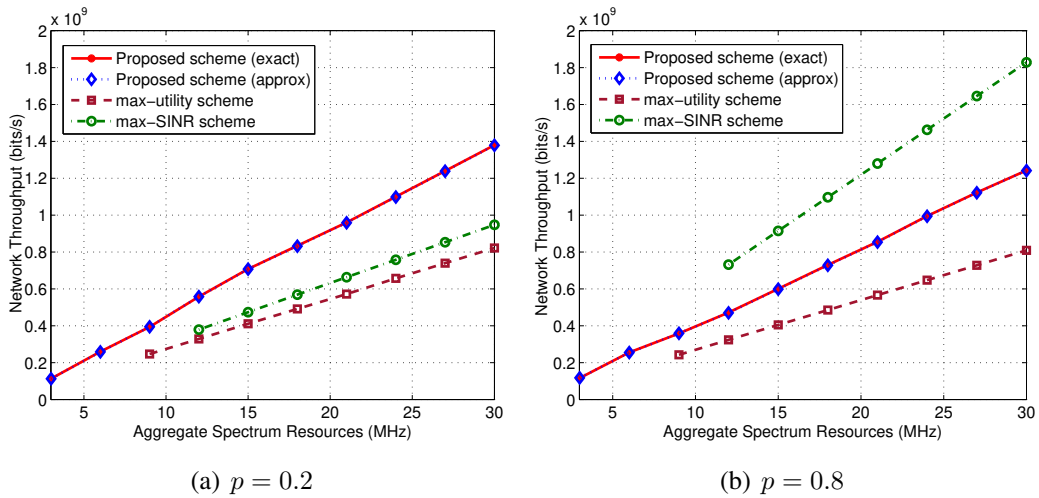 × 10^9
2
1.8
1.6
1.4
1.2
1
0.8
0.6
0.4
0.2
0
Network Throughput (bits/s)
Proposed scheme (exact)
Proposed scheme (approx)
max−utility scheme
max−SINR scheme
5 10 15 20 25 30
Aggregate Spectrum Resources (MHz)
(a) p = 0.2
× 10^9
2
1.8
1.6
1.4
1.2
1
0.8
0.6
0.4
0.2
0
Network Throughput (bits/s)
Proposed scheme (exact)
Proposed scheme (approx)
max−utility scheme
max−SINR scheme
5 10 15 20 25 30
Aggregate Spectrum Resources (MHz)
(b) p = 0.8